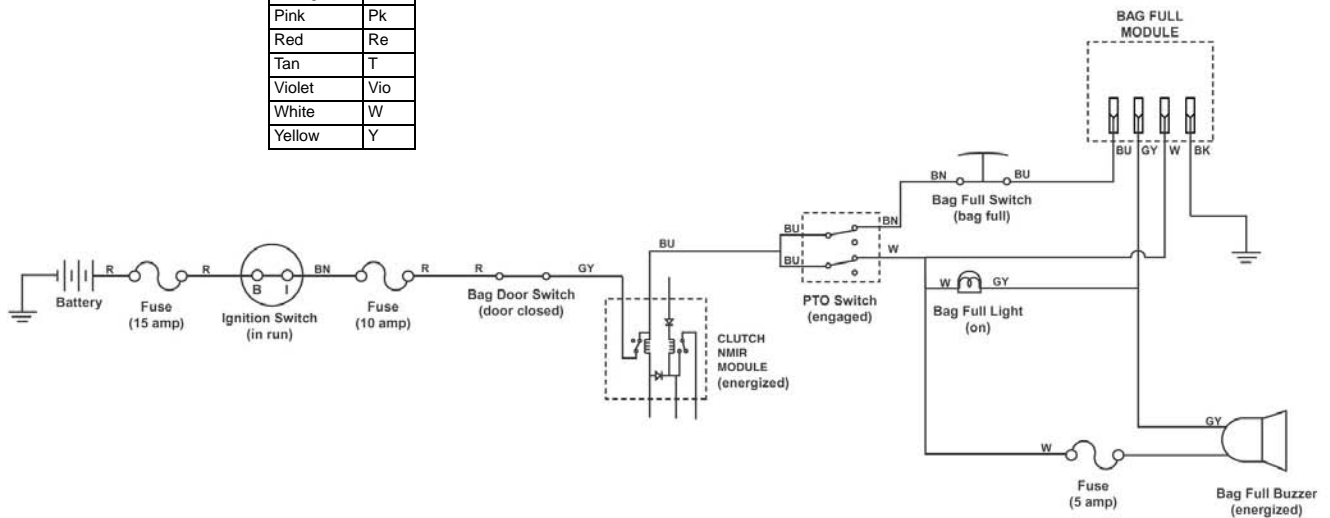 Pink Pk
Red Re
Tan T
Violet Vio
White W
Yellow Y
BAG FULL
MODULE
BU GY W BK
BN BU
Bag Full Switch
(bag full)
BU BN
BU W
PTO Switch
(engaged)
W GY
Bag Full Light
(on)
BU
R R BN R R GY
Battery
Fuse
(15 amp)
B I
Ignition Switch
(in run)
Fuse
(10 amp)
Bag Door Switch
(door closed)
CLUTCH
NMIR
MODULE
(energized)
GY
W
Fuse
(5 amp)
Bag Full Buzzer
(energized)